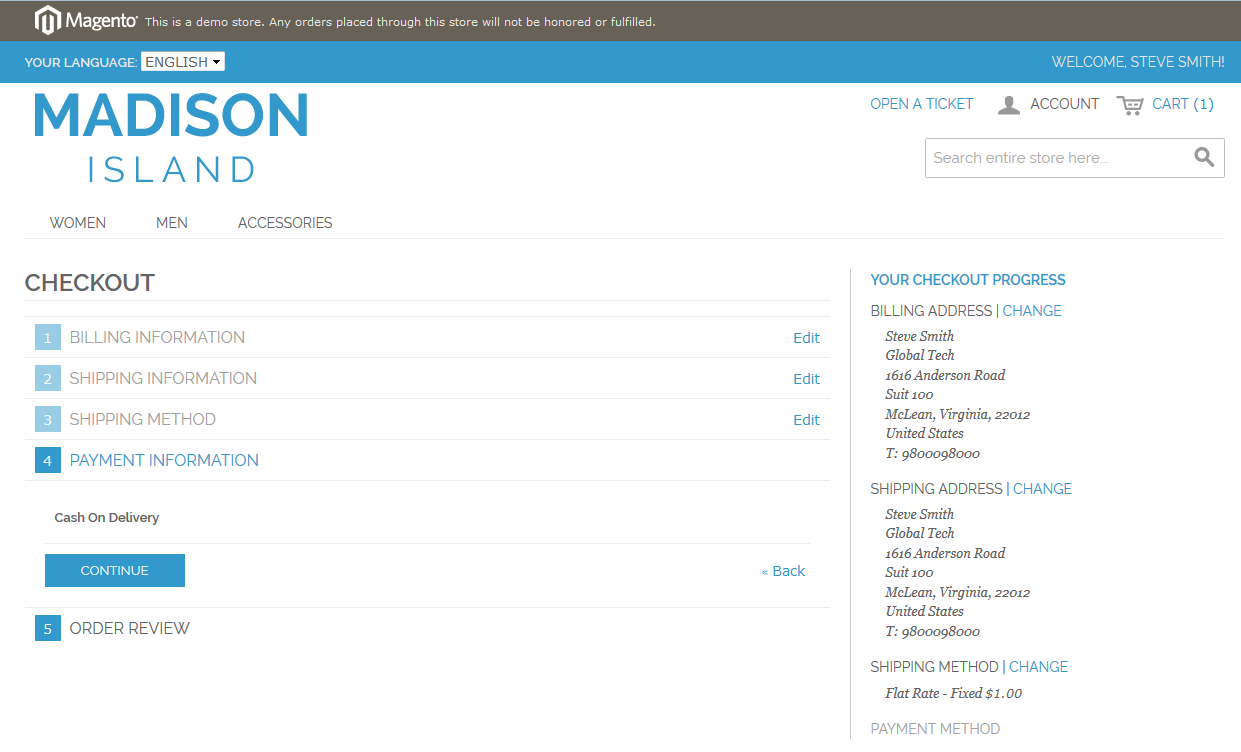 Magento This is a demo store. Any orders placed through this store will not be honored or fulfilled.
YOUR LANGUAGE: ENGLISH
WELCOME, STEVE SMITH!
MADISON
ISLAND
OPEN A TICKET ACCOUNT CART (1)
Search entire store here...
WOMEN MEN ACCESSORIES
CHECKOUT
1 BILLING INFORMATION Edit
2 SHIPPING INFORMATION Edit
3 SHIPPING METHOD Edit
4 PAYMENT INFORMATION
Cash On Delivery
CONTINUE « Back
5 ORDER REVIEW
YOUR CHECKOUT PROGRESS
BILLING ADDRESS | CHANGE
Steve Smith
Global Tech
1616 Anderson Road
Suit 100
McLean, Virginia, 22012
United States
T: 9800098000
SHIPPING ADDRESS | CHANGE
Steve Smith
Global Tech
1616 Anderson Road
Suit 100
McLean, Virginia, 22012
United States
T: 9800098000
SHIPPING METHOD | CHANGE
Flat Rate - Fixed $1.00
PAYMENT METHOD